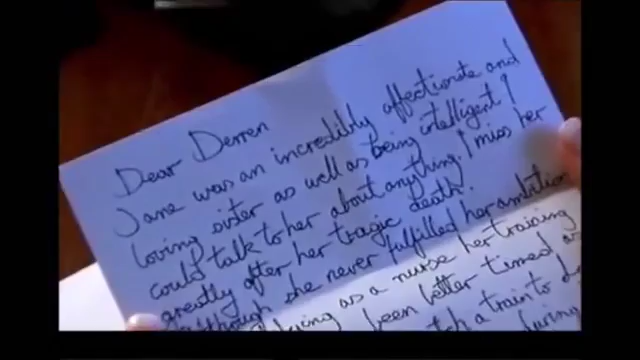 Dear Derren
Jane was an incredibly affectionate and
loving sister as well as being intelligent I
could talk to her about anything. I miss her
greatly after her tragic death.
Although she never fulfilled her ambition
as a nurse her training
been better timed as
a train to